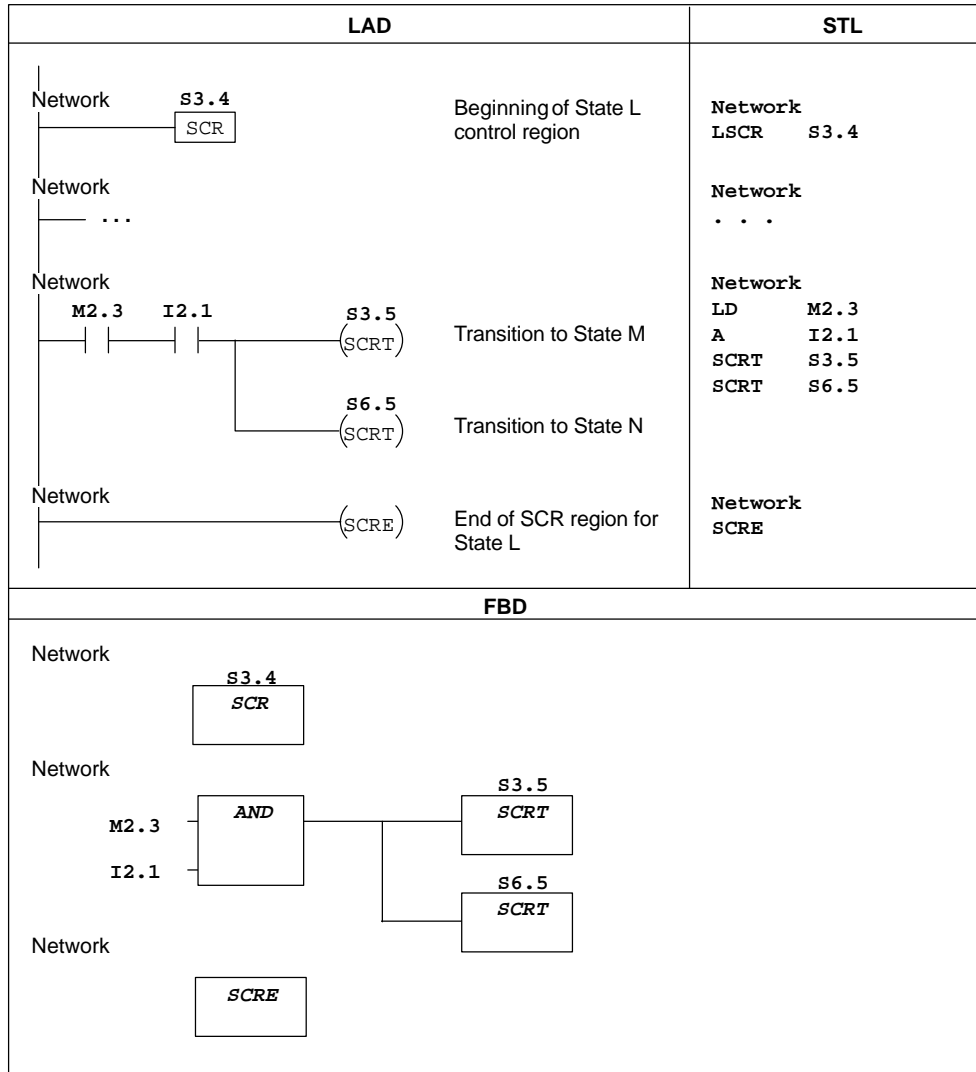 LAD
STL
Network
S3.4
SCR
Beginning of State L
control region
Network
LSCR S3.4
Network
...
Network
. . .
Network
M2.3 I2.1
S3.5
(SCRT)
Transition to State M
S6.5
(SCRT)
Transition to State N
Network
LD M2.3
A I2.1
SCRT S3.5
SCRT S6.5
Network
(SCRE)
End of SCR region for
State L
Network
SCRE
FBD
Network
S3.4
SCR
Network
M2.3
I2.1
AND
S3.5
SCRT
S6.5
SCRT
Network
SCRE